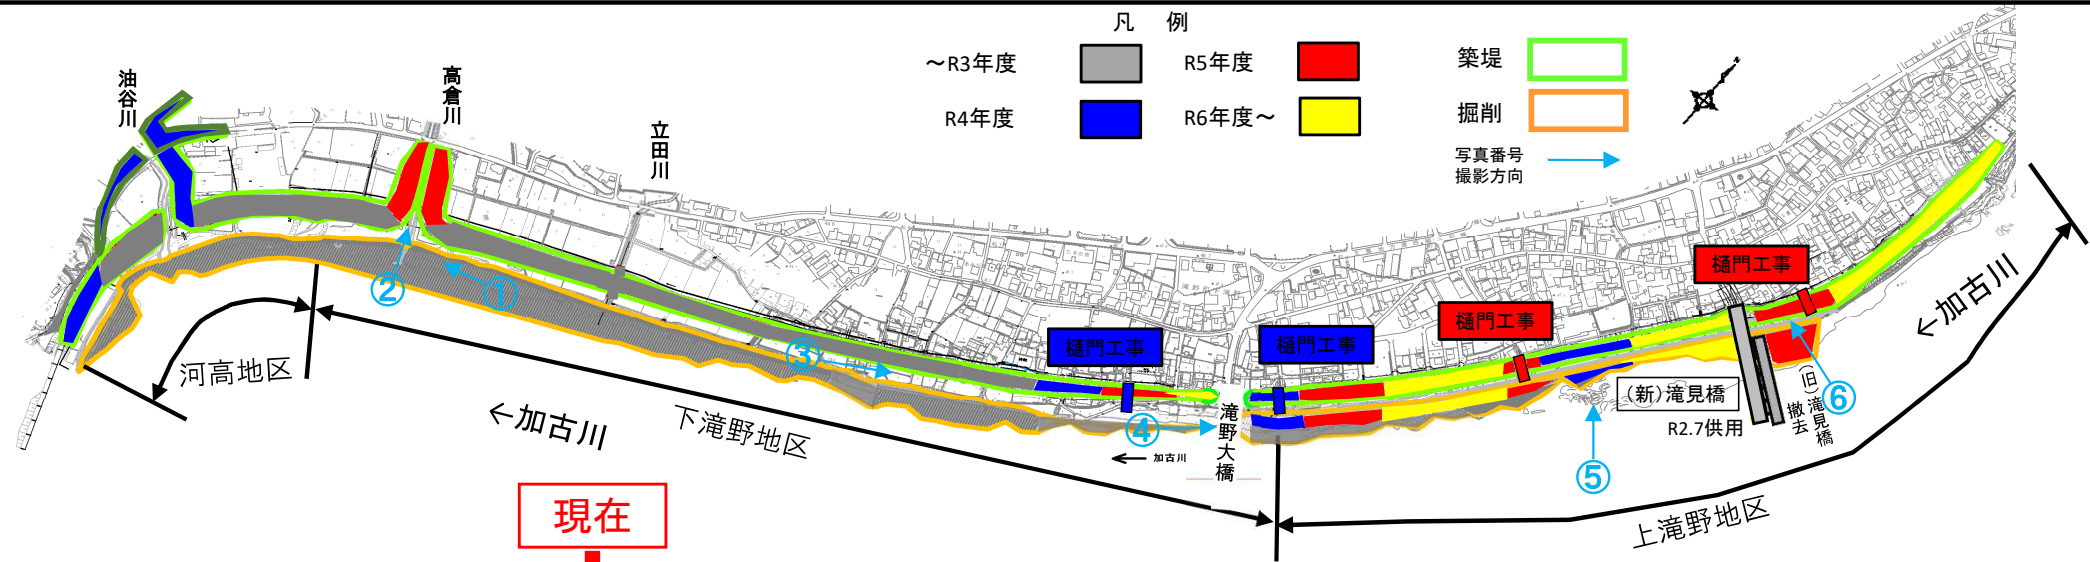 凡 例
～R3年度
R5年度
築堤
R4年度
R6年度～
掘削
写真番号
撮影方向
油谷川
高倉川
立田川
②
①
③
④
⑤
⑥
樋門工事
樋門工事
樋門工事
樋門工事
河高地区
←加古川
下滝野地区
← 加古川
滝野大橋
(新)滝見橋
R2.7供用
(旧)滝見橋
撤去
←加古川
上滝野地区
現在